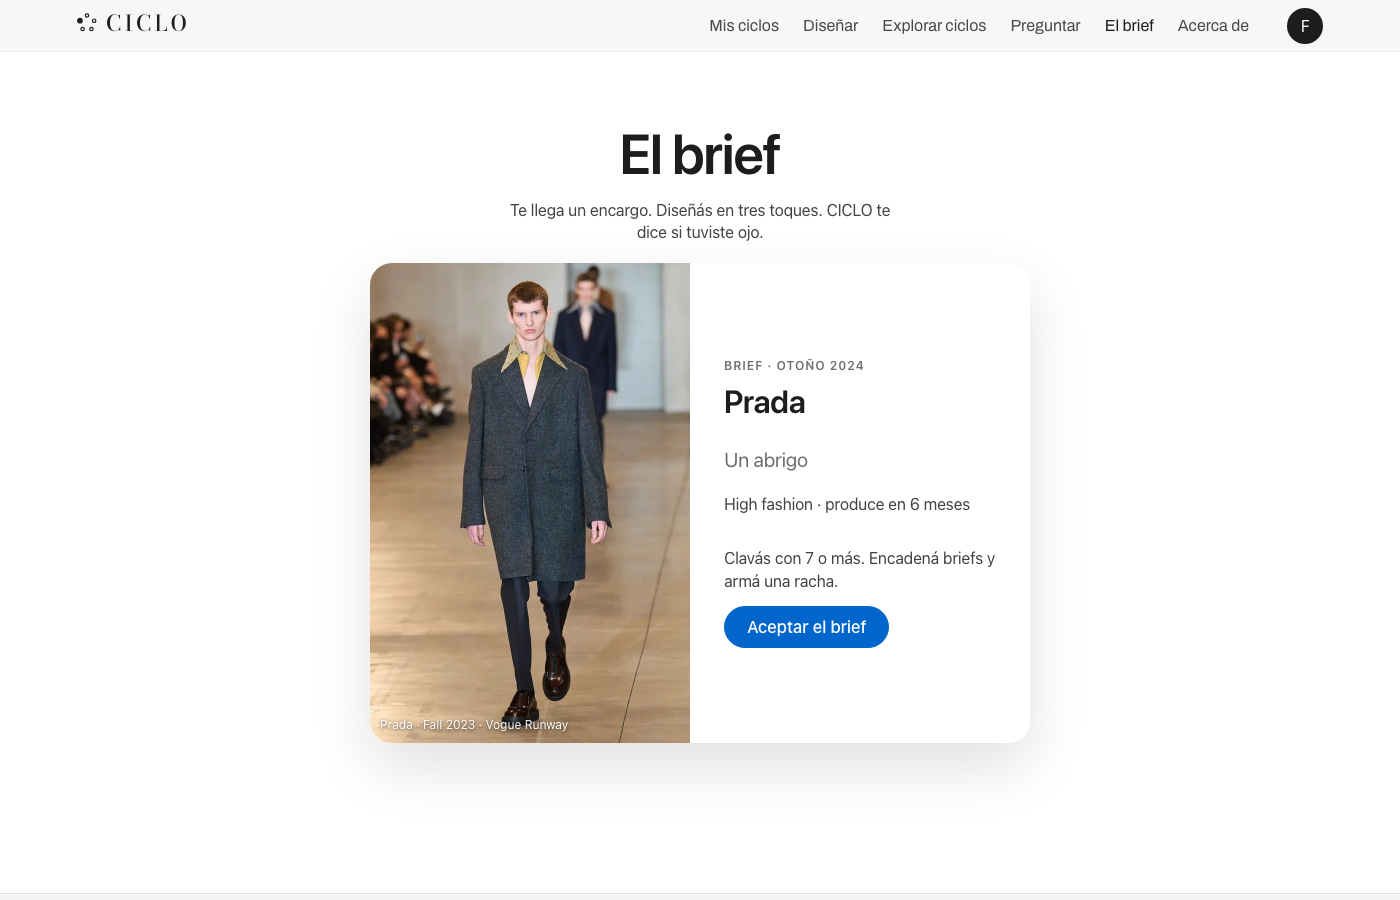 CICLO
Mis ciclos
Diseñar
Explorar ciclos
Preguntar
El brief
Acerca de
F
El brief
Te llega un encargo. Diseñás en tres toques. CICLO te
dice si tuviste ojo.
BRIEF · OTOÑO 2024
Prada
Un abrigo
High fashion · produce en 6 meses
Clavás con 7 o más. Encadená briefs y
armá una racha.
Aceptar el brief
Prada · Fall 2023 · Vogue Runway